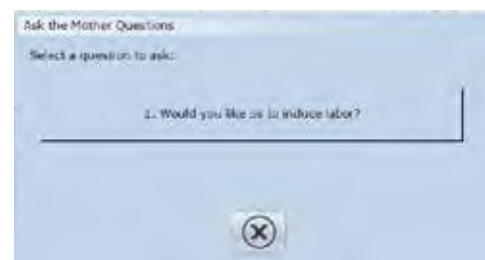 Ask the Mother Questions
Select a question to ask:
1. Would you like us to induce labor?